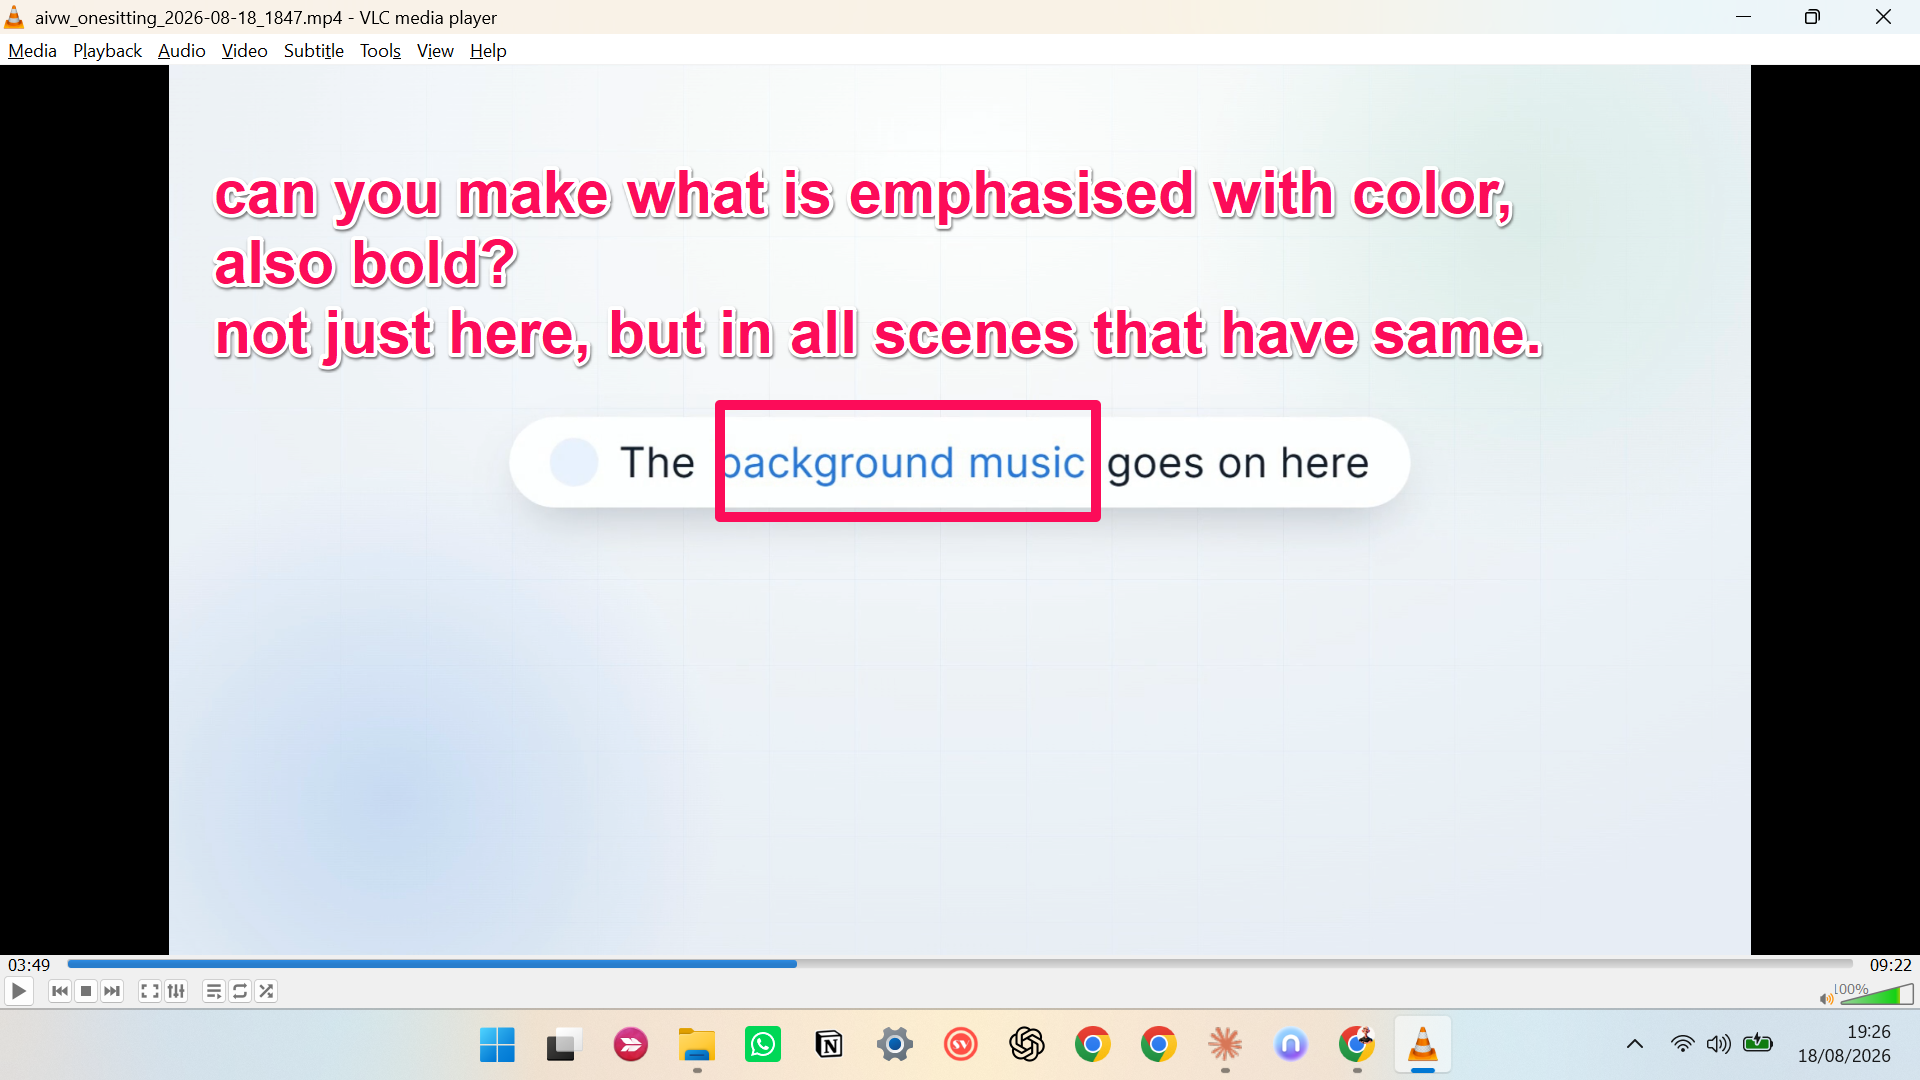 aivw_onesitting_2026-08-18_1847.mp4 - VLC media player
Media Playback Audio Video Subtitle Tools View Help
can you make what is emphasised with color,
also bold?
not just here, but in all scenes that have same.
The background music goes on here
03:49
09:22
100%
19:26
18/08/2026